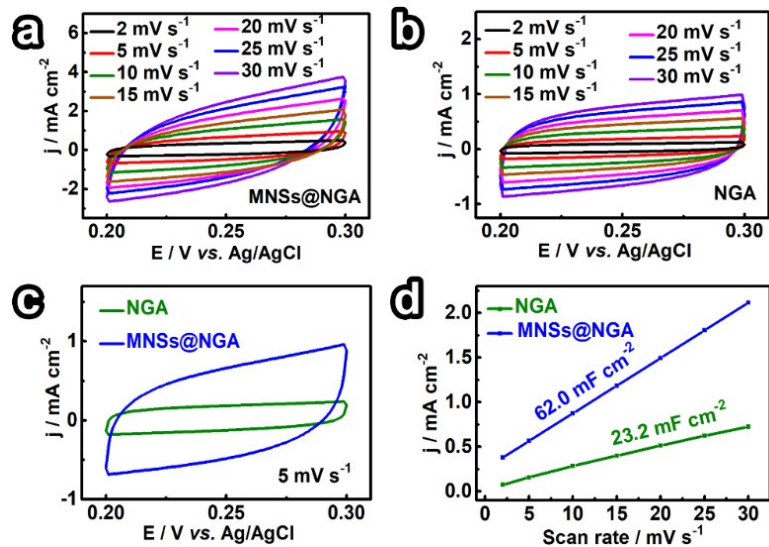 a
2 mV s⁻¹ 20 mV s⁻¹
5 mV s⁻¹ 25 mV s⁻¹
10 mV s⁻¹ 30 mV s⁻¹
15 mV s⁻¹
j / mA cm⁻²
6
4
2
0
-2
MNSs@NGA
0.20 0.25 0.30
E / V vs. Ag/AgCl
b
2 mV s⁻¹ 20 mV s⁻¹
5 mV s⁻¹ 25 mV s⁻¹
10 mV s⁻¹ 30 mV s⁻¹
15 mV s⁻¹
j / mA cm⁻²
2
1
0
-1
NGA
0.20 0.25 0.30
E / V vs. Ag/AgCl
c
NGA
MNSs@NGA
j / mA cm⁻²
1
0
-1
5 mV s⁻¹
0.20 0.25 0.30
E / V vs. Ag/AgCl
d
NGA
MNSs@NGA
j / mA cm⁻²
2.0
1.5
1.0
0.5
0.0
62.0 mF cm⁻²
23.2 mF cm⁻²
0 5 10 15 20 25 30
Scan rate / mV s⁻¹